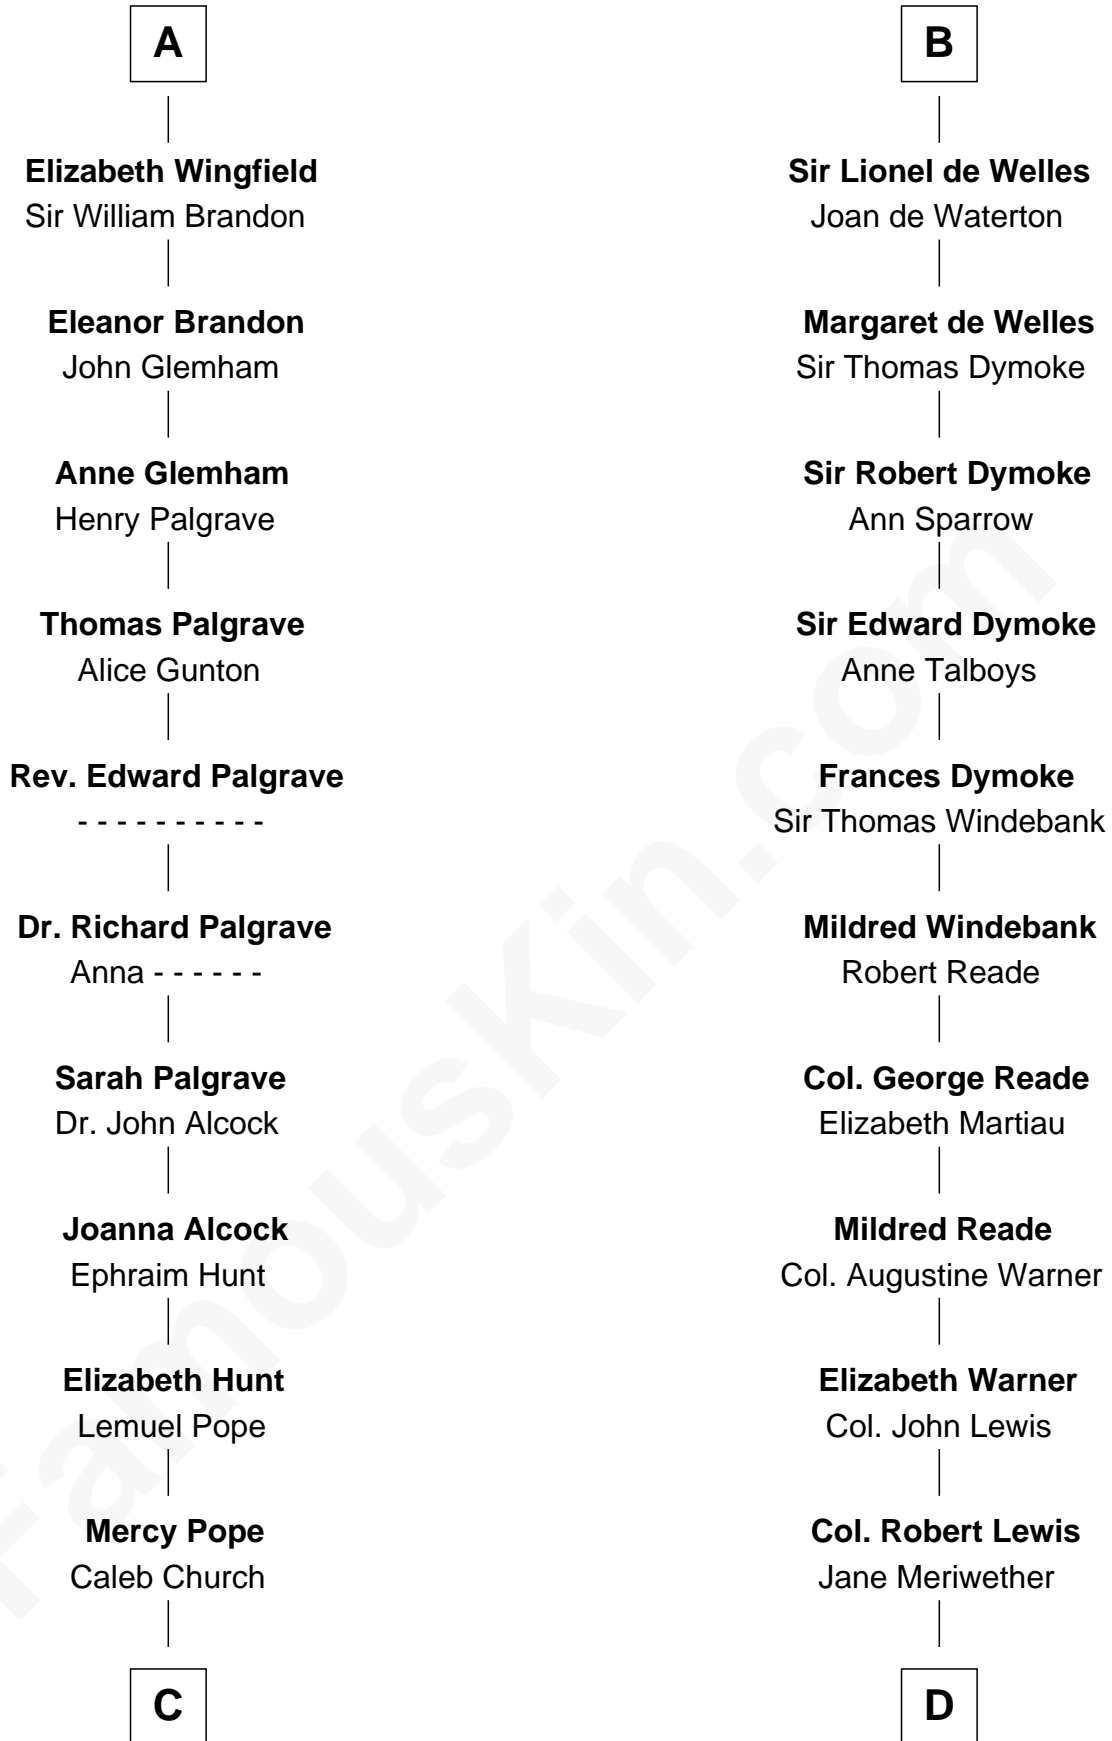 A
Elizabeth Wingfield
Sir William Brandon
Eleanor Brandon
John Glemham
Anne Glemham
Henry Palgrave
Thomas Palgrave
Alice Gunton
Rev. Edward Palgrave
- - - - - - - - - -
Dr. Richard Palgrave
Anna - - - - - -
Sarah Palgrave
Dr. John Alcock
Joanna Alcock
Ephraim Hunt
Elizabeth Hunt
Lemuel Pope
Mercy Pope
Caleb Church
C
B
Sir Lionel de Welles
Joan de Waterton
Margaret de Welles
Sir Thomas Dymoke
Sir Robert Dymoke
Ann Sparrow
Sir Edward Dymoke
Anne Talboys
Frances Dymoke
Sir Thomas Windebank
Mildred Windebank
Robert Reade
Col. George Reade
Elizabeth Martiau
Mildred Reade
Col. Augustine Warner
Elizabeth Warner
Col. John Lewis
Col. Robert Lewis
Jane Meriwether
D
FamousKin.com